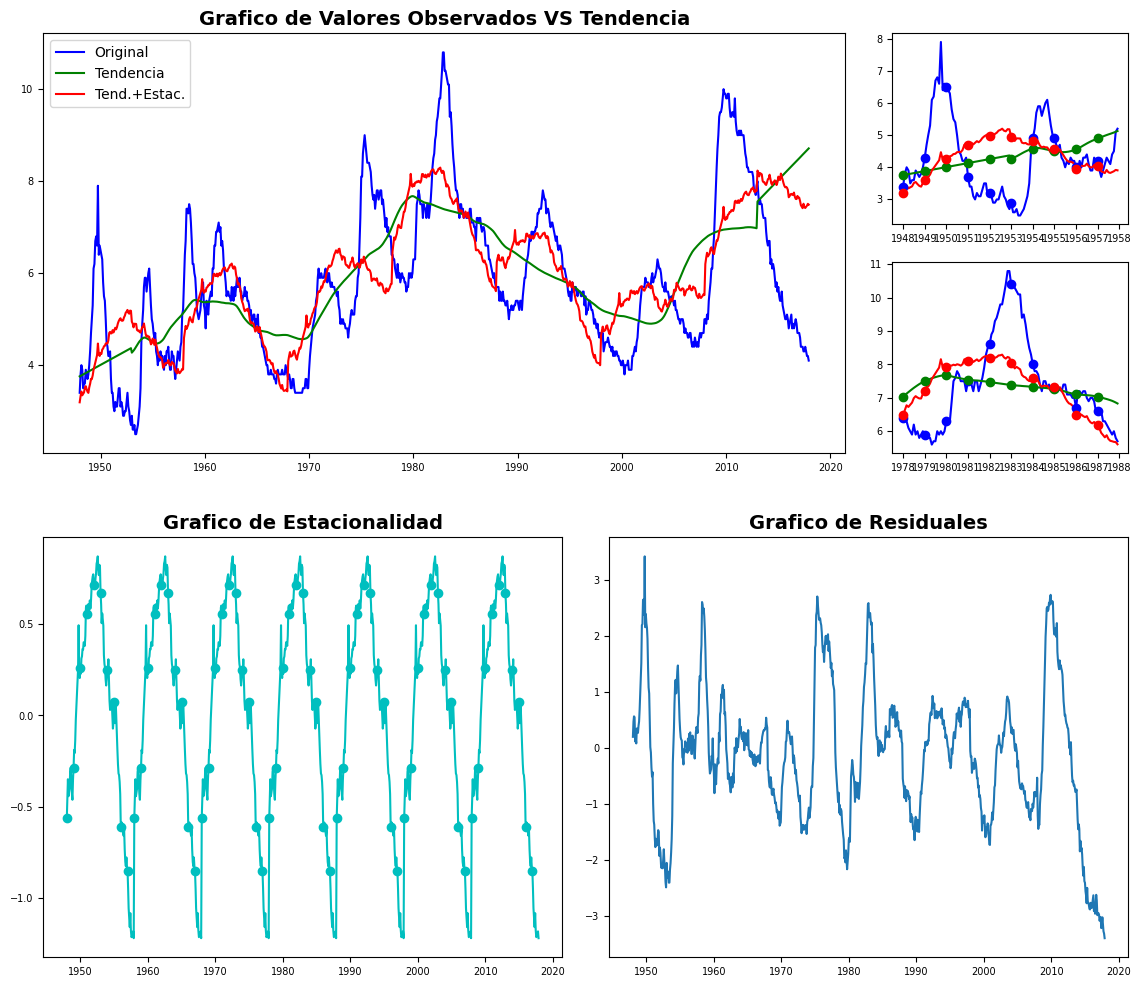 Grafico de Valores Observados VS Tendencia
Original
Tendencia
Tend.+Estac.
10
8
6
4
1950 1960 1970 1980 1990 2000 2010 2020
8
7
6
5
4
3
1948 1949 1950 1951 1952 1953 1954 1955 1956 1957 1958
11
10
9
8
7
6
1978 1979 1980 1981 1982 1983 1984 1985 1986 1987 1988
Grafico de Estacionalidad
0.5
0.0
−0.5
−1.0
1950 1960 1970 1980 1990 2000 2010 2020
Grafico de Residuales
3
2
1
0
−1
−2
−3
1950 1960 1970 1980 1990 2000 2010 2020